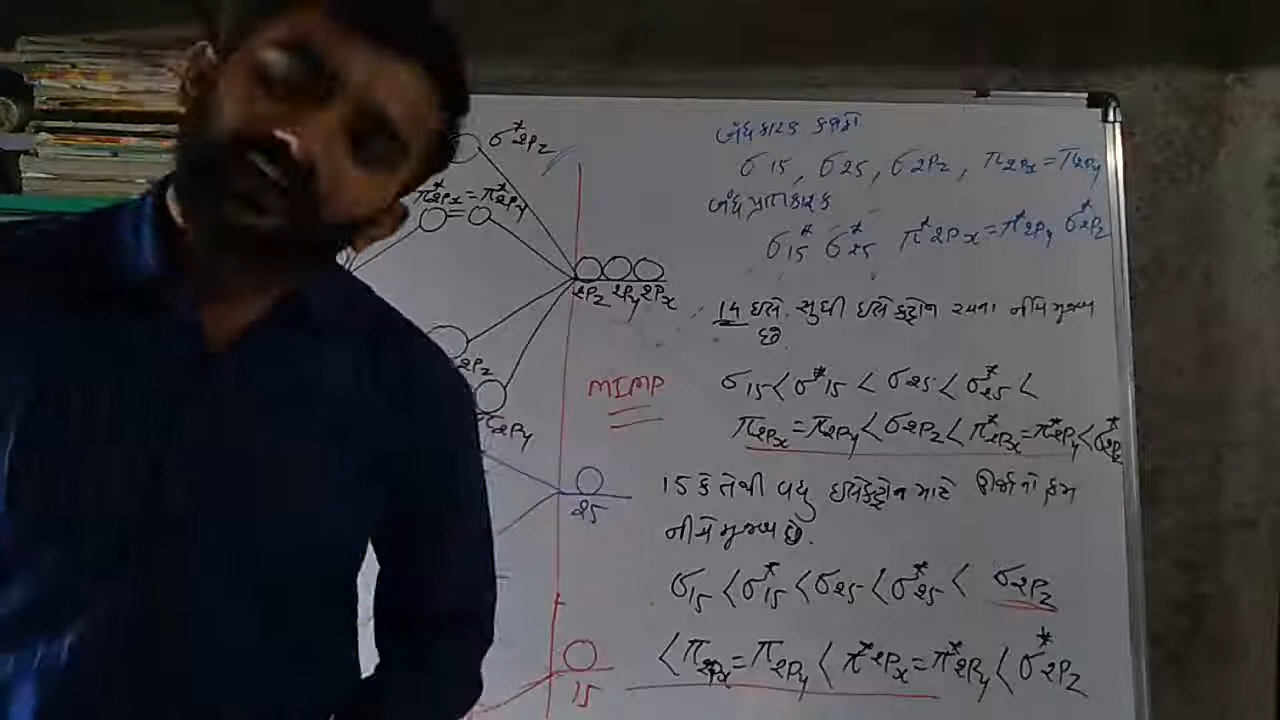 બંધકારક કક્ષકો
σ1s, σ2s, σ2Pz, π2Px = π2Py
બંધપ્રતિકારક
σ*1s σ*2s π*2Px = π*2Py σ*2Pz
14 ઇલે. સુધી ઇલેક્ટ્રોન રચના નીચે મુજબ
છે.
σ1s < σ*1s < σ2s < σ*2s <
π2Px = π2Py < σ2Pz < π*2Px = π*2Py < σ*2Pz
15 કે તેથી વધુ ઇલેક્ટ્રોન માટે ઊર્જાનો ક્રમ
નીચે મુજબ છે.
σ1s < σ*1s < σ2s < σ*2s < σ2Pz
< π2Px = π2Py < π*2Px = π*2Py < σ*2Pz
MIMP
σ*2Pz
π*2Px = π*2Py
2Pz 2Py 2Px
2Pz
π2Py
2s
1s